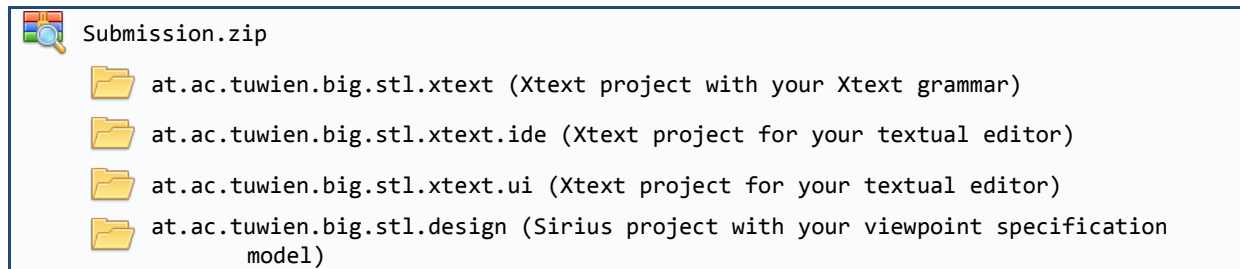 Submission.zip
at.ac.tuwien.big.stl.xtext (Xtext project with your Xtext grammar)
at.ac.tuwien.big.stl.xtext.ide (Xtext project for your textual editor)
at.ac.tuwien.big.stl.xtext.ui (Xtext project for your textual editor)
at.ac.tuwien.big.stl.design (Sirius project with your viewpoint specification
model)